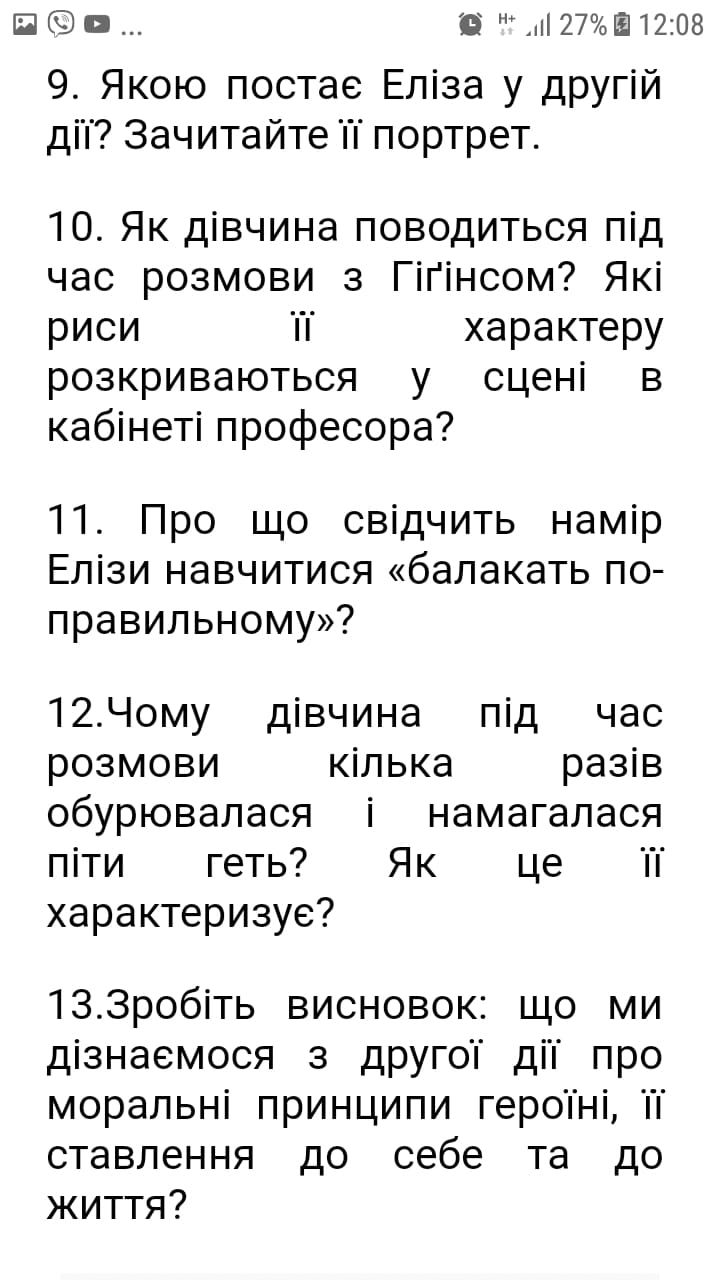 ... H+ 27% 12:08
9. Якою постає Еліза у другій
дії? Зачитайте її портрет.
10. Як дівчина поводиться під
час розмови з Гіґінсом? Які
риси її характеру
розкриваються у сцені в
кабінеті професора?
11. Про що свідчить намір
Елізи навчитися «балакать по-
правильному»?
12.Чому дівчина під час
розмови кілька разів
обурювалася і намагалася
піти геть? Як це її
характеризує?
13.Зробіть висновок: що ми
дізнаємося з другої дії про
моральні принципи героїні, її
ставлення до себе та до
життя?